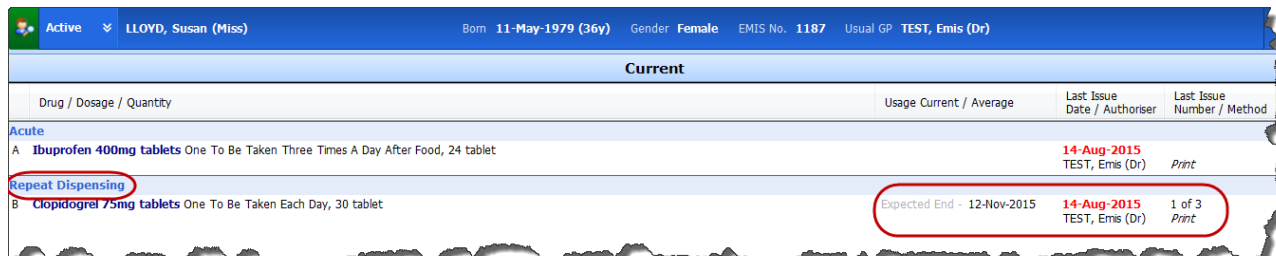 Active LLOYD, Susan (Miss) Born 11-May-1979 (36y) Gender Female EMIS No. 1187 Usual GP TEST, Emis (Dr)
Current
Drug / Dosage / Quantity Usage Current / Average Last Issue Date / Authoriser Last Issue Number / Method
Acute
A Ibuprofen 400mg tablets One To Be Taken Three Times A Day After Food, 24 tablet 14-Aug-2015
TEST, Emis (Dr) Print
Repeat Dispensing
B Clopidogrel 75mg tablets One To Be Taken Each Day, 30 tablet Expected End - 12-Nov-2015 14-Aug-2015 1 of 3
TEST, Emis (Dr) Print